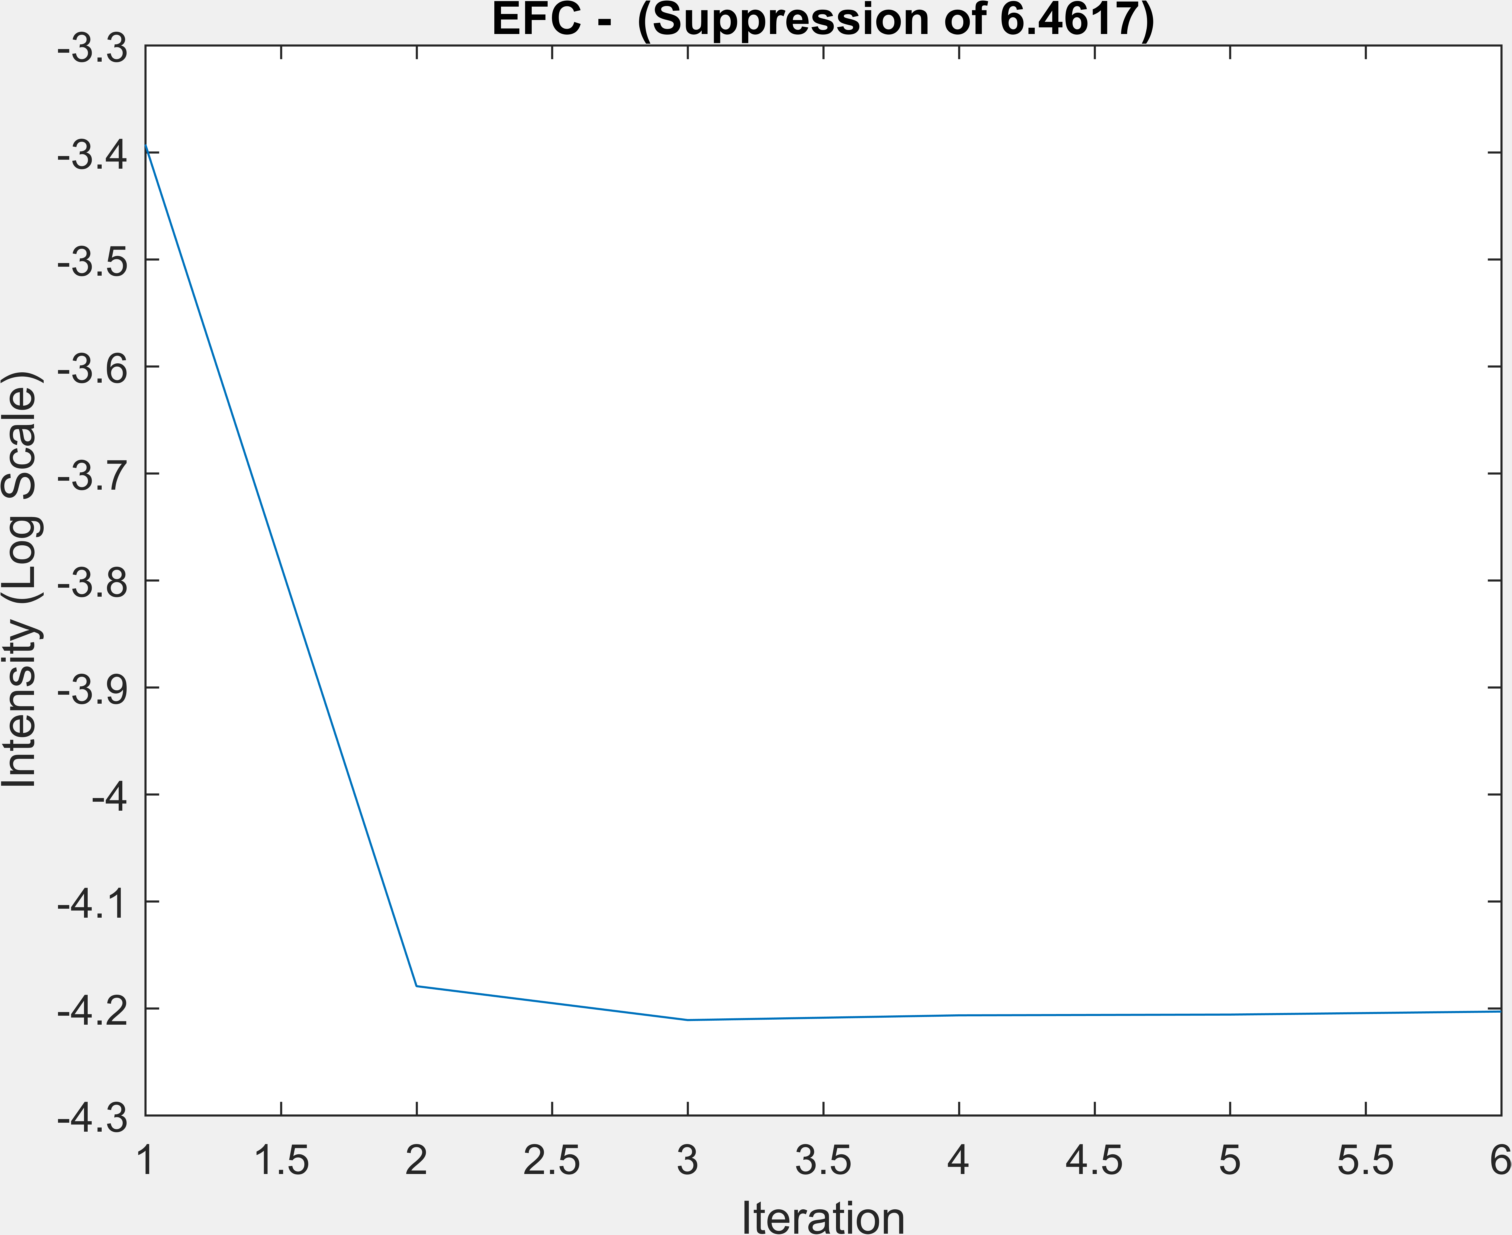 EFC -  (Suppression of 6.4617)
-3.3
-3.4
-3.5
-3.6
-3.7
-3.8
-3.9
-4
-4.1
-4.2
-4.3
Intensity (Log Scale)
1 1.5 2 2.5 3 3.5 4 4.5 5 5.5 6
Iteration